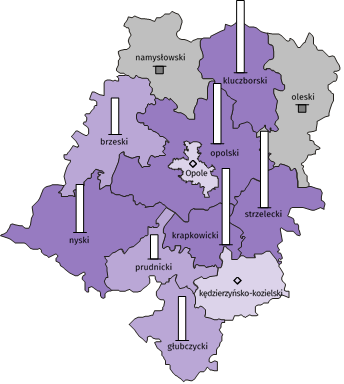 namysłowski
kluczborski
oleski
brzeski
opolski
Opole
strzelecki
nyski
krapkowicki
prudnicki
kędzierzyńsko-kozielski
głubczycki